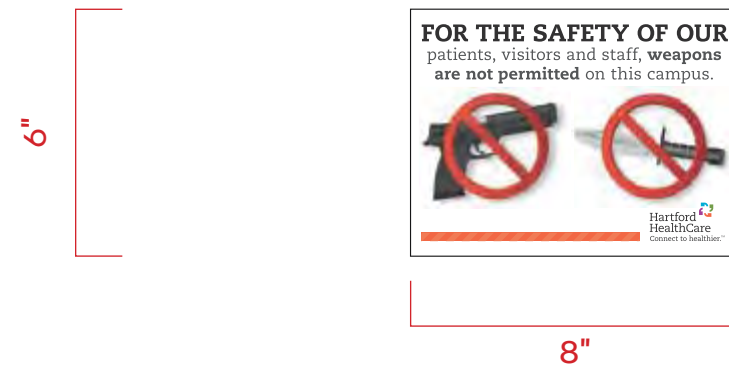 6"
FOR THE SAFETY OF OUR
patients, visitors and staff, weapons
are not permitted on this campus.
Hartford
HealthCare
Connect to healthier.™
8"